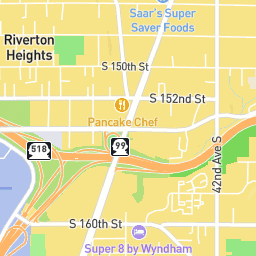 Saar's Super
Saver Foods
Riverton
Heights
S 150th St
S 152nd St
Pancake Chef
99
518
42nd Ave S
S 160th St
Super 8 by Wyndham